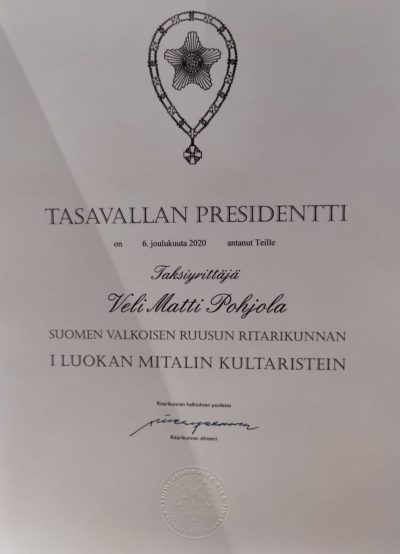 TASAVALLAN PRESIDENTTI
on 6. joulukuuta 2020 antanut Teille
Taksiyrittäjä
Veli Matti Pohjola
SUOMEN VALKOISEN RUUSUN RITARIKUNNAN
I LUOKAN MITALIN KULTARISTEIN
Ritarikunnan hallituksen puolesta
Ritarikunnan sihteeri